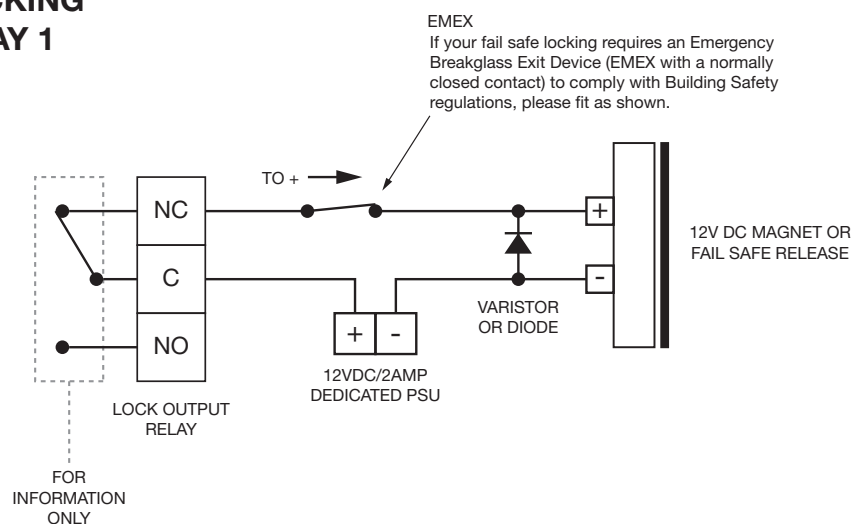 AY 1
EMEX
If your fail safe locking requires an Emergency
Breakglass Exit Device (EMEX with a normally
closed contact) to comply with Building Safety
regulations, please fit as shown.
TO +
NC
C
NO
+
-
+
-
12V DC MAGNET OR
FAIL SAFE RELEASE
VARISTOR
OR DIODE
12VDC/2AMP
DEDICATED PSU
LOCK OUTPUT
RELAY
FOR
INFORMATION
ONLY